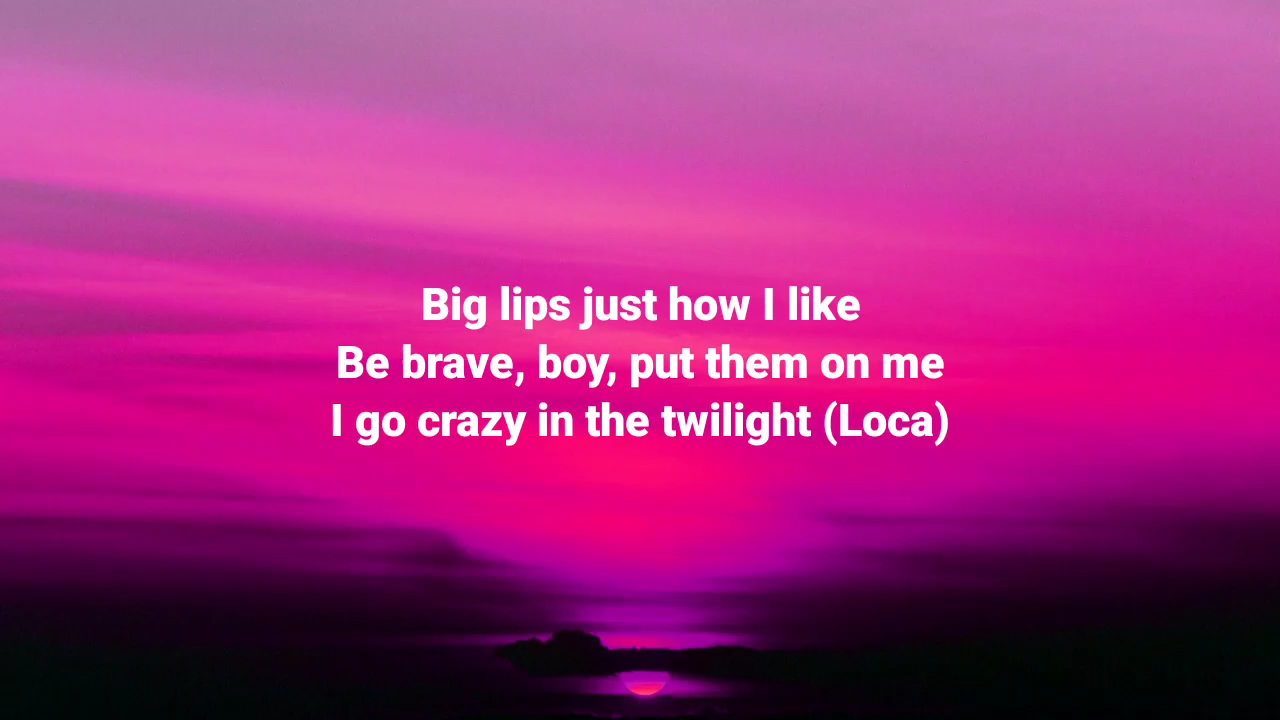 Big lips just how I like
Be brave, boy, put them on me
I go crazy in the twilight (Loca)